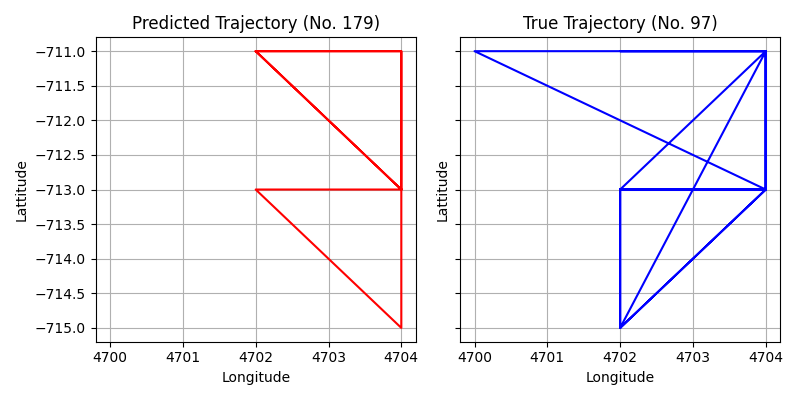 Predicted Trajectory (No. 179)
True Trajectory (No. 97)
−711.0
−711.5
−712.0
−712.5
−713.0
−713.5
−714.0
−714.5
−715.0
Lattitude
Lattitude
4700 4701 4702 4703 4704
4700 4701 4702 4703 4704
Longitude
Longitude